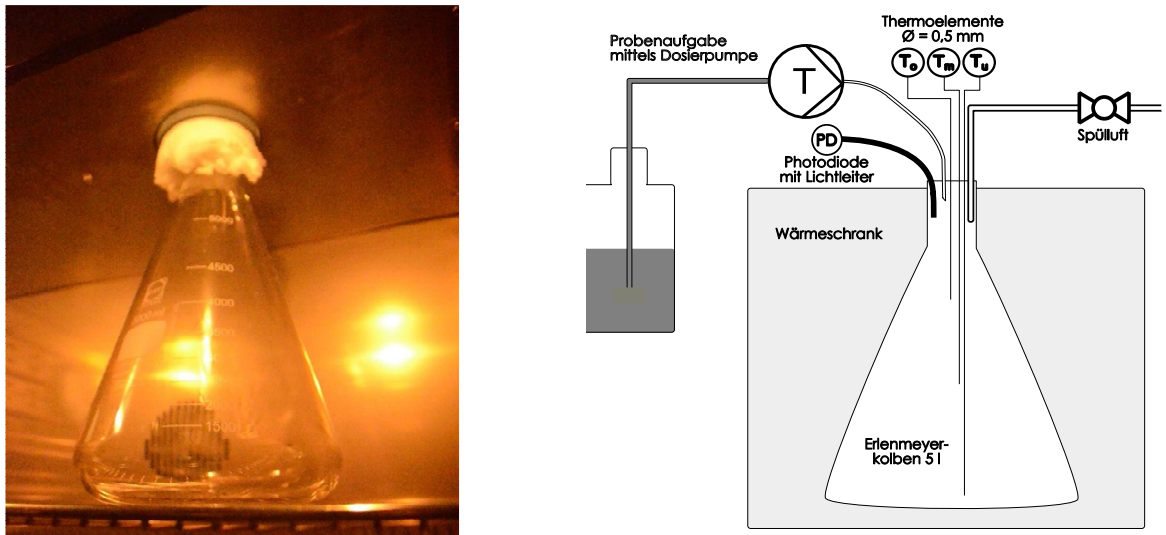 5000
4500
4000
1500
Thermoelemente
Ø = 0,5 mm
Probenaufgabe
mittels Dosierpumpe
T
To
Tm
Tu
PD
Photodiode
mit Lichtleiter
Spülluft
Wärmeschrank
Erlenmeyer-
kolben 5 l